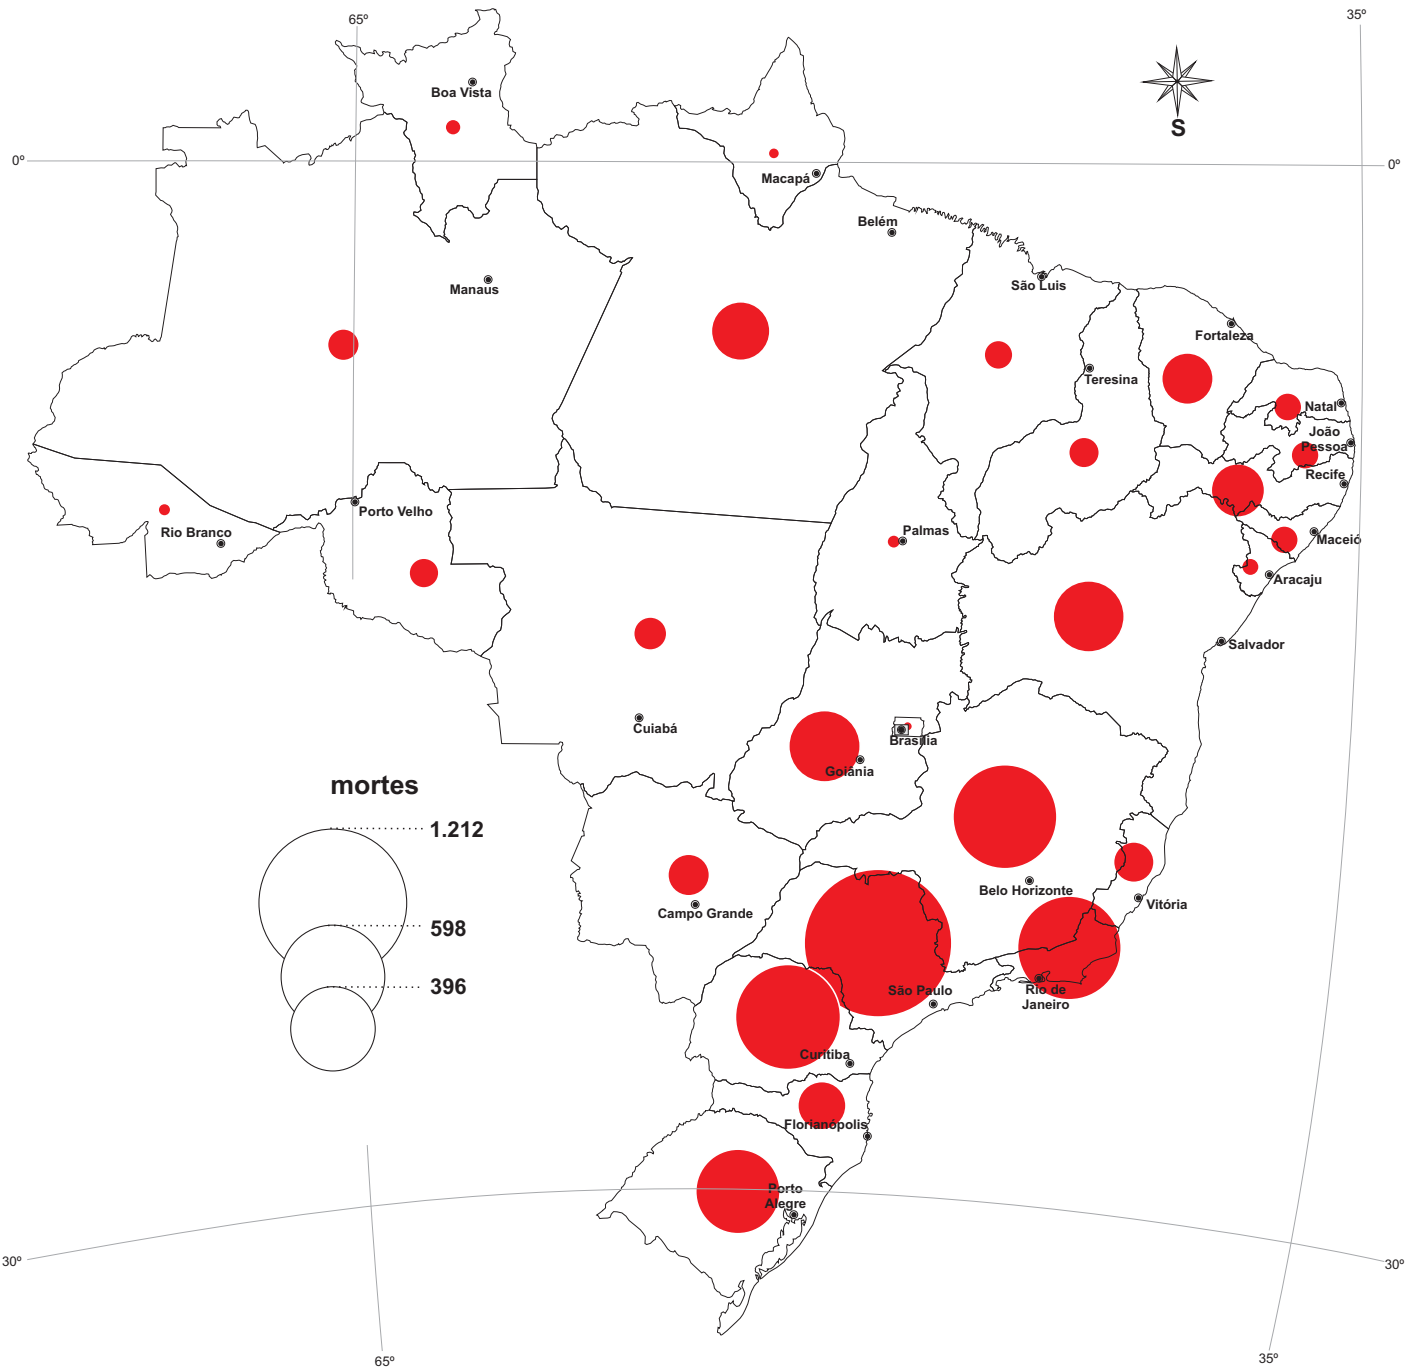 65º
35º
Boa Vista
S
0º
0º
Macapá
Belém
Manaus
São Luis
Fortaleza
Teresina
Natal
João
Pessoa
Recife
Porto Velho
Rio Branco
Palmas
Maceió
Aracaju
Salvador
Cuiabá
Brasília
Goiânia
mortes
1.212
598
396
Belo Horizonte
Vitória
Campo Grande
São Paulo
Rio de
Janeiro
Curitiba
Florianópolis
Porto
Alegre
30º
30º
65º
35º